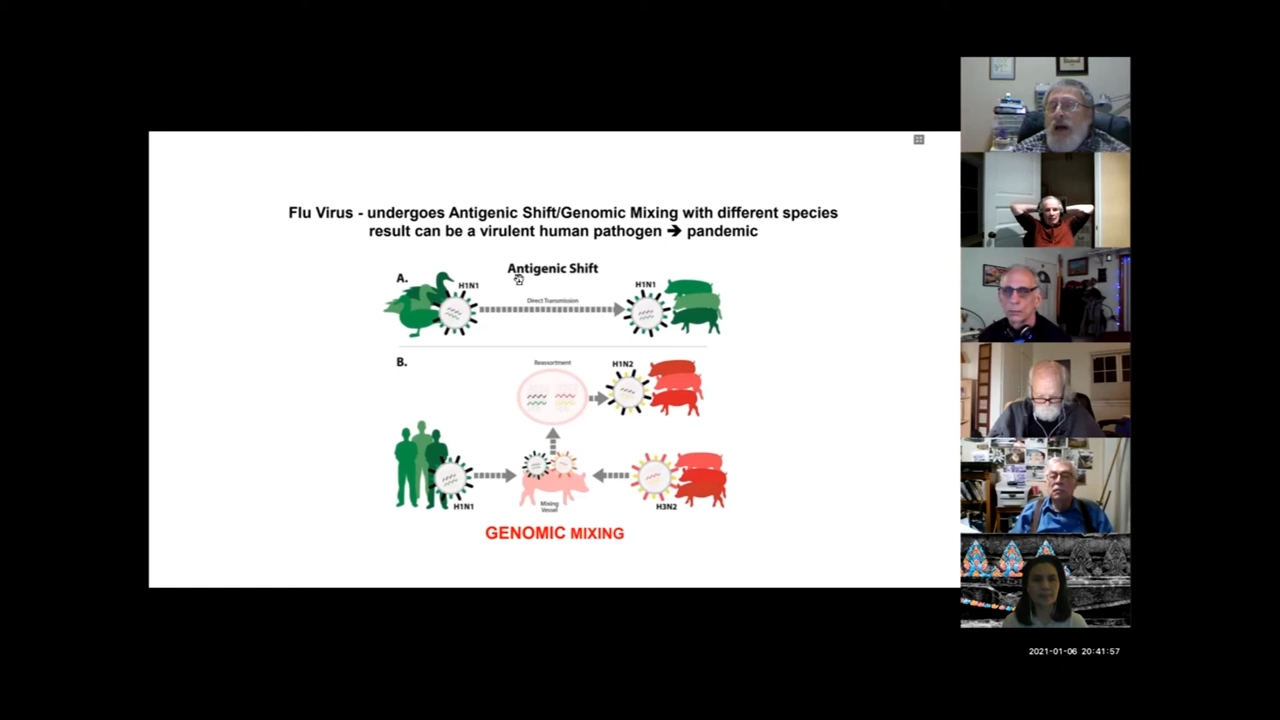 Flu Virus - undergoes Antigenic Shift/Genomic Mixing with different species
result can be a virulent human pathogen ➔ pandemic
Antigenic Shift
A.
H1N1
Direct Transmission
H1N1
B.
Reassortment
H1N2
H1N1
Mixing
Vessel
H3N2
GENOMIC MIXING
2021-01-06 20:41:57